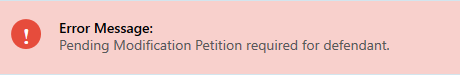 Error Message:
Pending Modification Petition required for defendant.